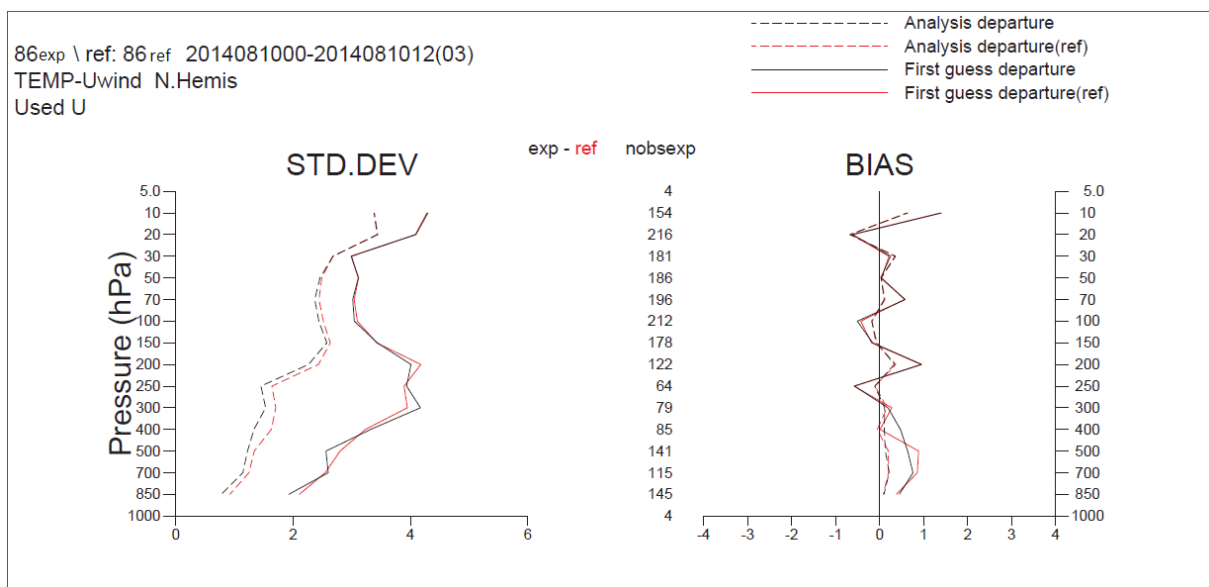 86exp \ ref: 86 ref 2014081000-2014081012(03)
TEMP-Uwind N.Hemis
Used U
Analysis departure
Analysis departure(ref)
First guess departure
First guess departure(ref)
exp - ref nobsexp
STD.DEV
BIAS
Pressure (hPa)
5.0 4 5.0
10 154 10
20 216 20
30 181 30
50 186 50
70 196 70
100 212 100
150 178 150
200 122 200
250 64 250
300 79 300
400 85 400
500 141 500
700 115 700
850 145 850
1000 4 1000
0 2 4 6
-4 -3 -2 -1 0 1 2 3 4